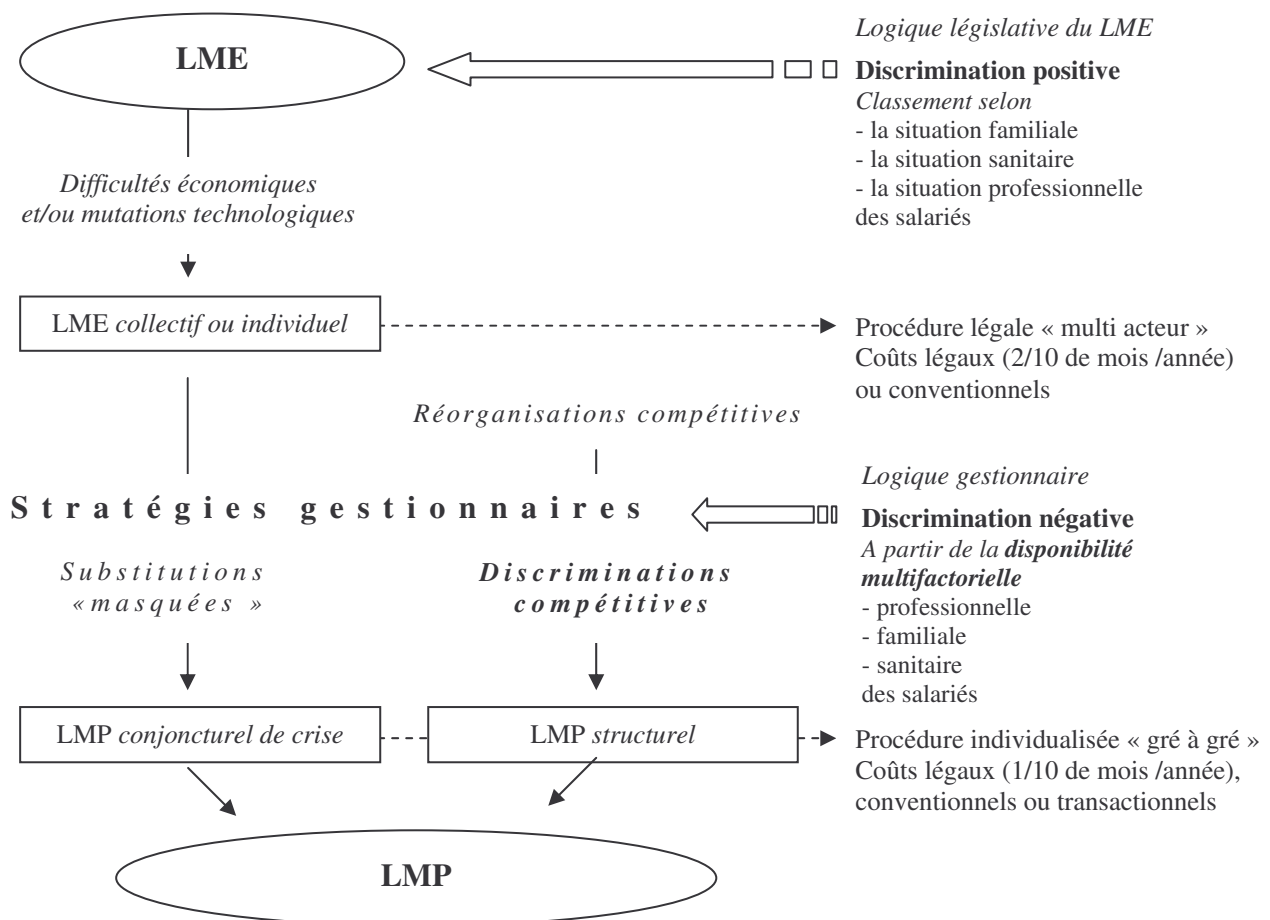 LME
Logique législative du LME
Discrimination positive
Classement selon
- la situation familiale
- la situation sanitaire
- la situation professionnelle
des salariés
Difficultés économiques
et/ou mutations technologiques
LME collectif ou individuel
Procédure légale « multi acteur »
Coûts légaux (2/10 de mois /année)
ou conventionnels
Réorganisations compétitives
Stratégies gestionnaires
Logique gestionnaire
Discrimination négative
A partir de la disponibilité
multifactorielle
- professionnelle
- familiale
- sanitaire
des salariés
Substitutions
« masquées »
Discriminations
compétitives
LMP conjoncturel de crise
LMP structurel
Procédure individualisée « gré à gré »
Coûts légaux (1/10 de mois /année),
conventionnels ou transactionnels
LMP